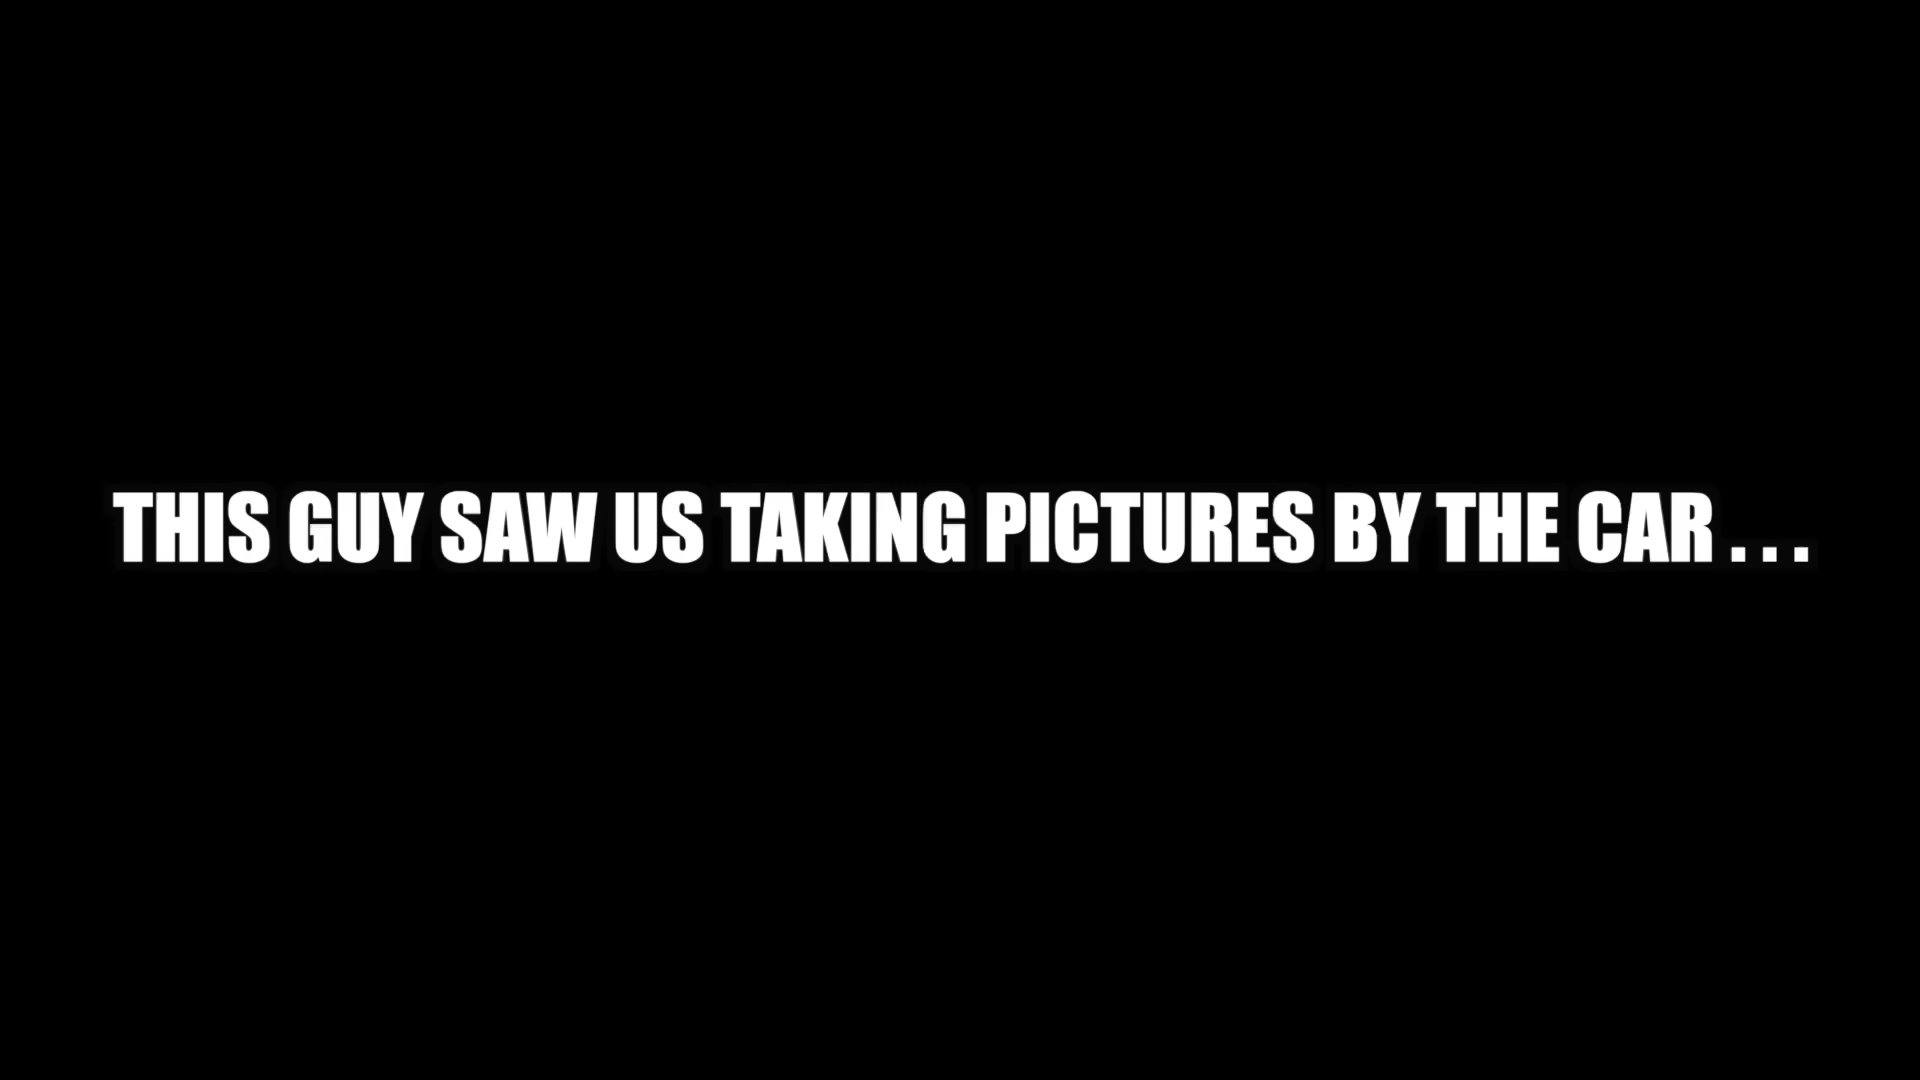 THIS GUY SAW US TAKING PICTURES BY THE CAR . . .